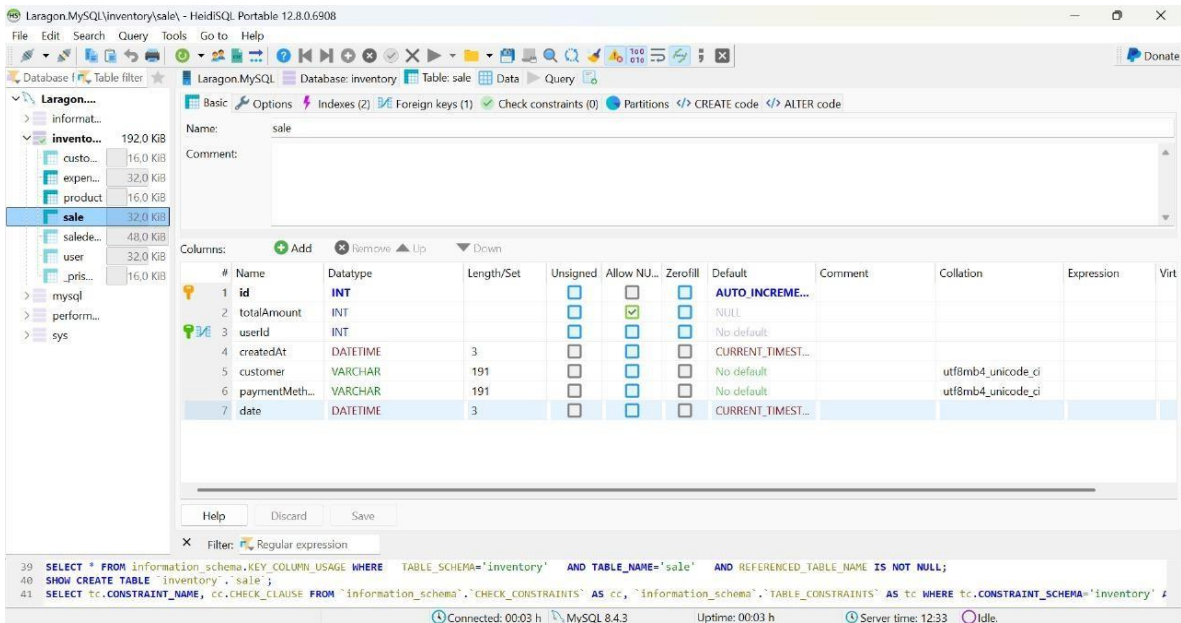 Laragon.MySQL\inventory\sale\ - HeidiSQL Portable 12.8.0.6908
File Edit Search Query Tools Go to Help
Donate
Database f Table filter
Laragon.MySQL Database: inventory Table: sale Data Query
Laragon....
informat...
invento... 192,0 KiB
custo... 16,0 KiB
expen... 32,0 KiB
product 16,0 KiB
sale 32,0 KiB
salede... 48,0 KiB
user 32,0 KiB
_pris... 16,0 KiB
mysql
perform...
sys
Basic Options Indexes (2) Foreign keys (1) Check constraints (0) Partitions </> CREATE code </> ALTER code
Name: sale
Comment:
Columns: Add Remove Up Down
# Name Datatype Length/Set Unsigned Allow NU... Zerofill Default Comment Collation Expression Virt
1 id INT AUTO_INCREME...
2 totalAmount INT NULL
3 userId INT No default
4 createdAt DATETIME 3 CURRENT_TIMEST...
5 customer VARCHAR 191 No default utf8mb4_unicode_ci
6 paymentMeth... VARCHAR 191 No default utf8mb4_unicode_ci
7 date DATETIME 3 CURRENT_TIMEST...
Help Discard Save
Filter: Regular expression
39 SELECT * FROM information_schema.KEY_COLUMN_USAGE WHERE TABLE_SCHEMA='inventory' AND TABLE_NAME='sale' AND REFERENCED_TABLE_NAME IS NOT NULL;
40 SHOW CREATE TABLE `inventory`.`sale`;
41 SELECT tc.CONSTRAINT_NAME, cc.CHECK_CLAUSE FROM `information_schema`.`CHECK_CONSTRAINTS` AS cc, `information_schema`.`TABLE_CONSTRAINTS` AS tc WHERE tc.CONSTRAINT_SCHEMA='inventory'
Connected: 00:03 h MySQL 8.4.3 Uptime: 00:03 h Server time: 12:33 Idle.